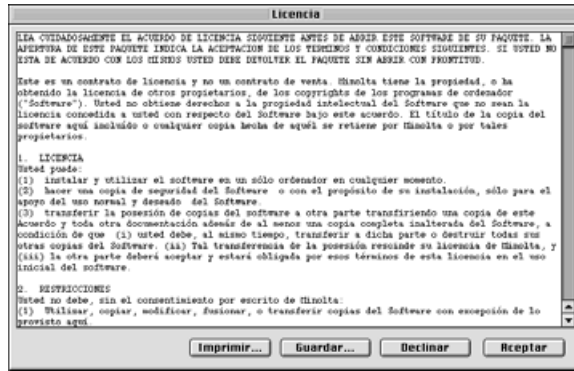 Licencia
LEA CUIDADOSAMENTE EL ACUERDO DE LICENCIA SIGUIENTE ANTES DE ABRIR ESTE SOFTWARE DE SU PAQUETE. LA
APERTURA DE ESTE PAQUETE INDICA LA ACEPTACION DE LOS TERMINOS Y CONDICIONES SIGUIENTES. SI USTED NO
ESTA DE ACUERDO CON LOS MISMOS USTED DEBE DEVOLVER EL PAQUETE SIN ABRIR CON PRONTITUD.
Este es un contrato de licencia y no un contrato de venta. Minolta tiene la propiedad, o ha
obtenido la licencia de otros propietarios, de los copyrights de los programas de ordenador
("Software"). Usted no obtiene derechos a la propiedad intelectual del Software que no sean la
licencia concedida a usted con respecto del Software bajo este acuerdo. El título de la copia del
software aquí incluído o cualquier copia hecha de aquél se retiene por Minolta o por tales
propietarios.
1. LICENCIA
Usted puede:
(1) instalar y utilizar el software en un sólo ordenador en cualquier momento.
(2) hacer una copia de seguridad del Software o con el propósito de su instalación, sólo para el
apoyo del uso normal y deseado del Software.
(3) transferir la posesión de copias del software a otra parte transfiriendo una copia de este
Acuerdo y toda otra documentación además de al menos una copia completa inalterada del Software, a
condición de que (i) usted debe, al mismo tiempo, transferir a dicha parte o destruir todas sus
otras copias del Software. (ii) Tal transferencia de la posesión rescinde su licencia de Minolta, y
(iii) la otra parte deberá aceptar y estará obligada por esos términos de esta licencia en el uso
inicial del software.
2. RESTRICCIONES
Usted no debe, sin el consentimiento por escrito de Minolta:
(1) Utilizar, copiar, modificar, fusionar, o transferir copias del Software con excepción de lo
provisto aquí.
Imprimir... Guardar... Declinar Aceptar